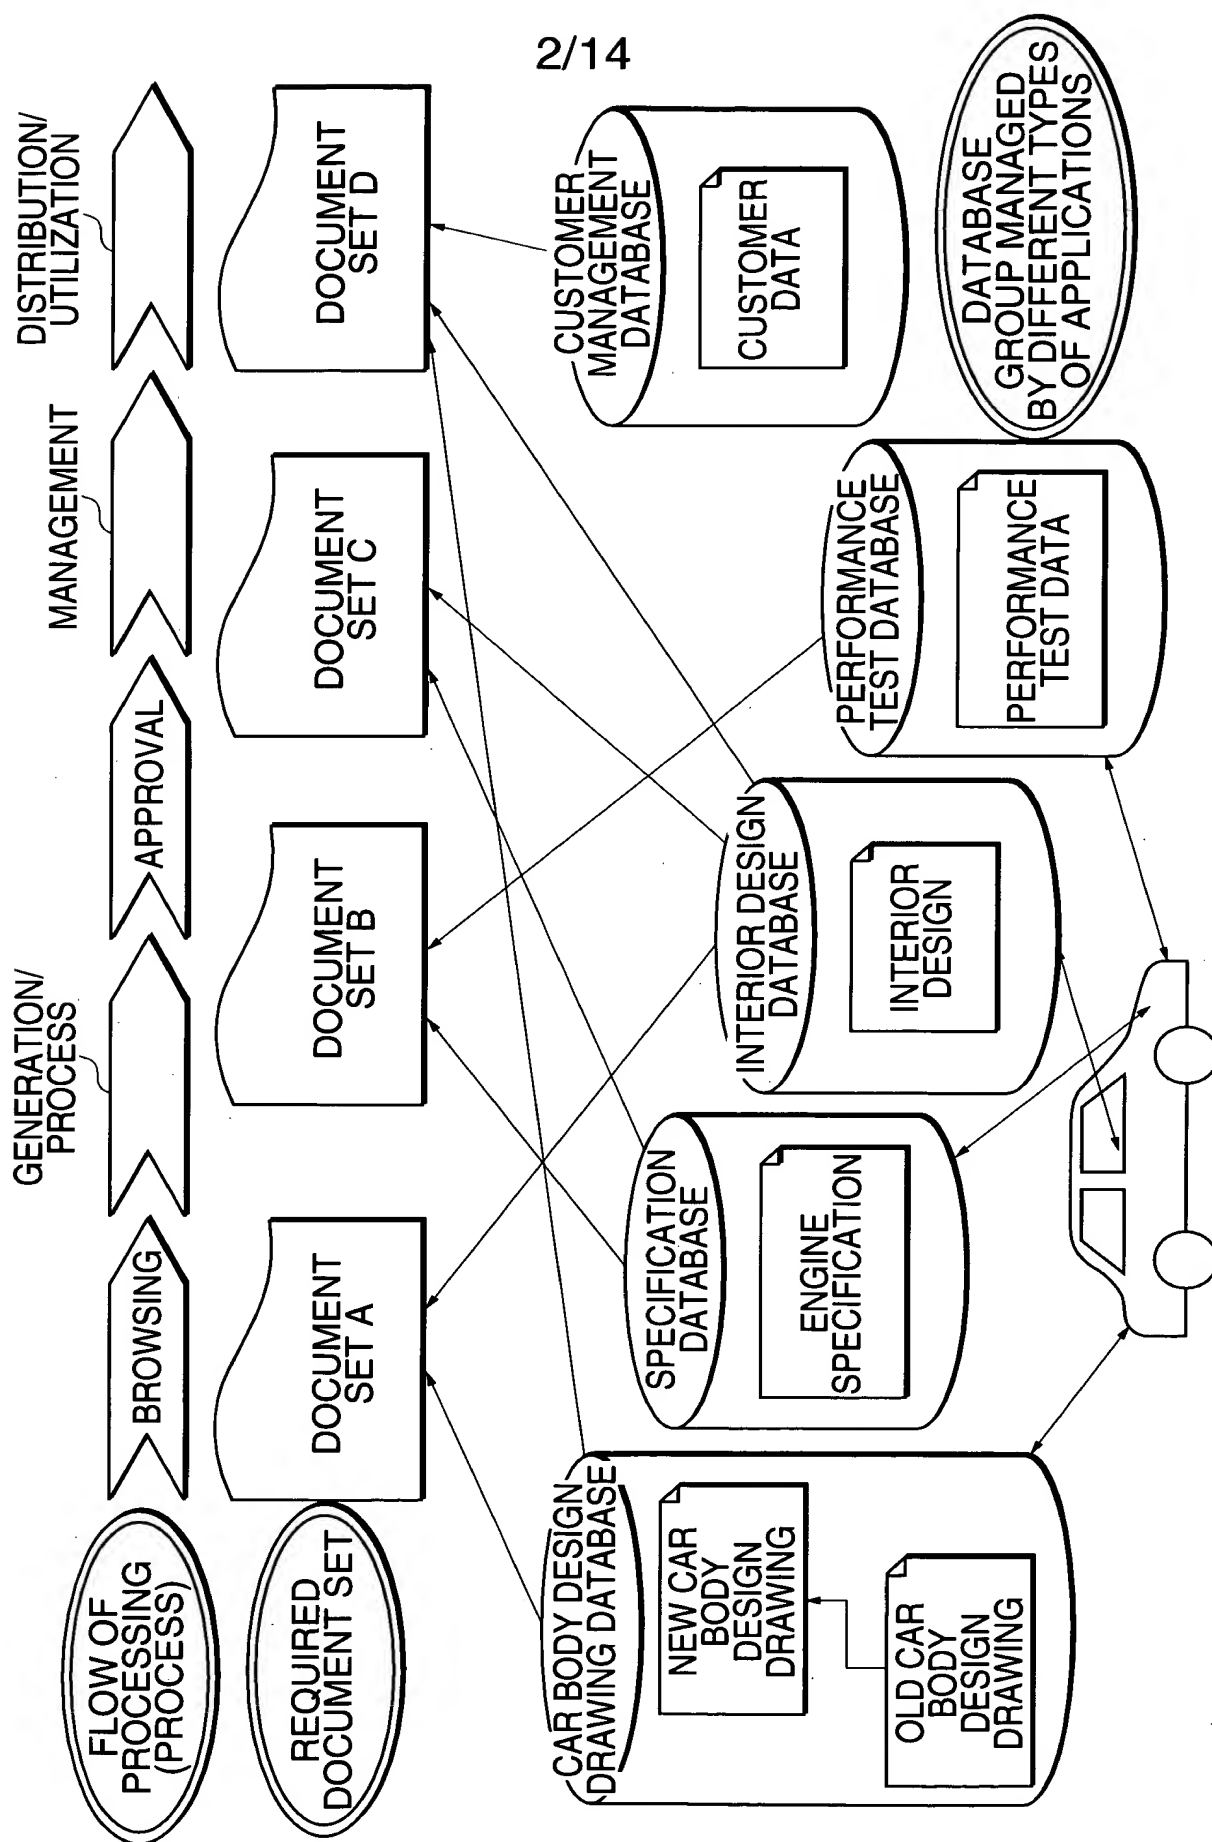 2/14
FLOW OF
PROCESSING
(PROCESS)
BROWSING
GENERATION/
PROCESS
APPROVAL
MANAGEMENT
DISTRIBUTION/
UTILIZATION
REQUIRED
DOCUMENT SET
DOCUMENT
SET A
DOCUMENT
SET B
DOCUMENT
SET C
DOCUMENT
SET D
CAR BODY DESIGN
DRAWING DATABASE
NEW CAR
BODY
DESIGN
DRAWING
OLD CAR
BODY
DESIGN
DRAWING
SPECIFICATION
DATABASE
ENGINE
SPECIFICATION
INTERIOR DESIGN
DATABASE
INTERIOR
DESIGN
PERFORMANCE
TEST DATABASE
PERFORMANCE
TEST DATA
CUSTOMER
MANAGEMENT
DATABASE
CUSTOMER
DATA
DATABASE
GROUP MANAGED
BY DIFFERENT TYPES
OF APPLICATIONS